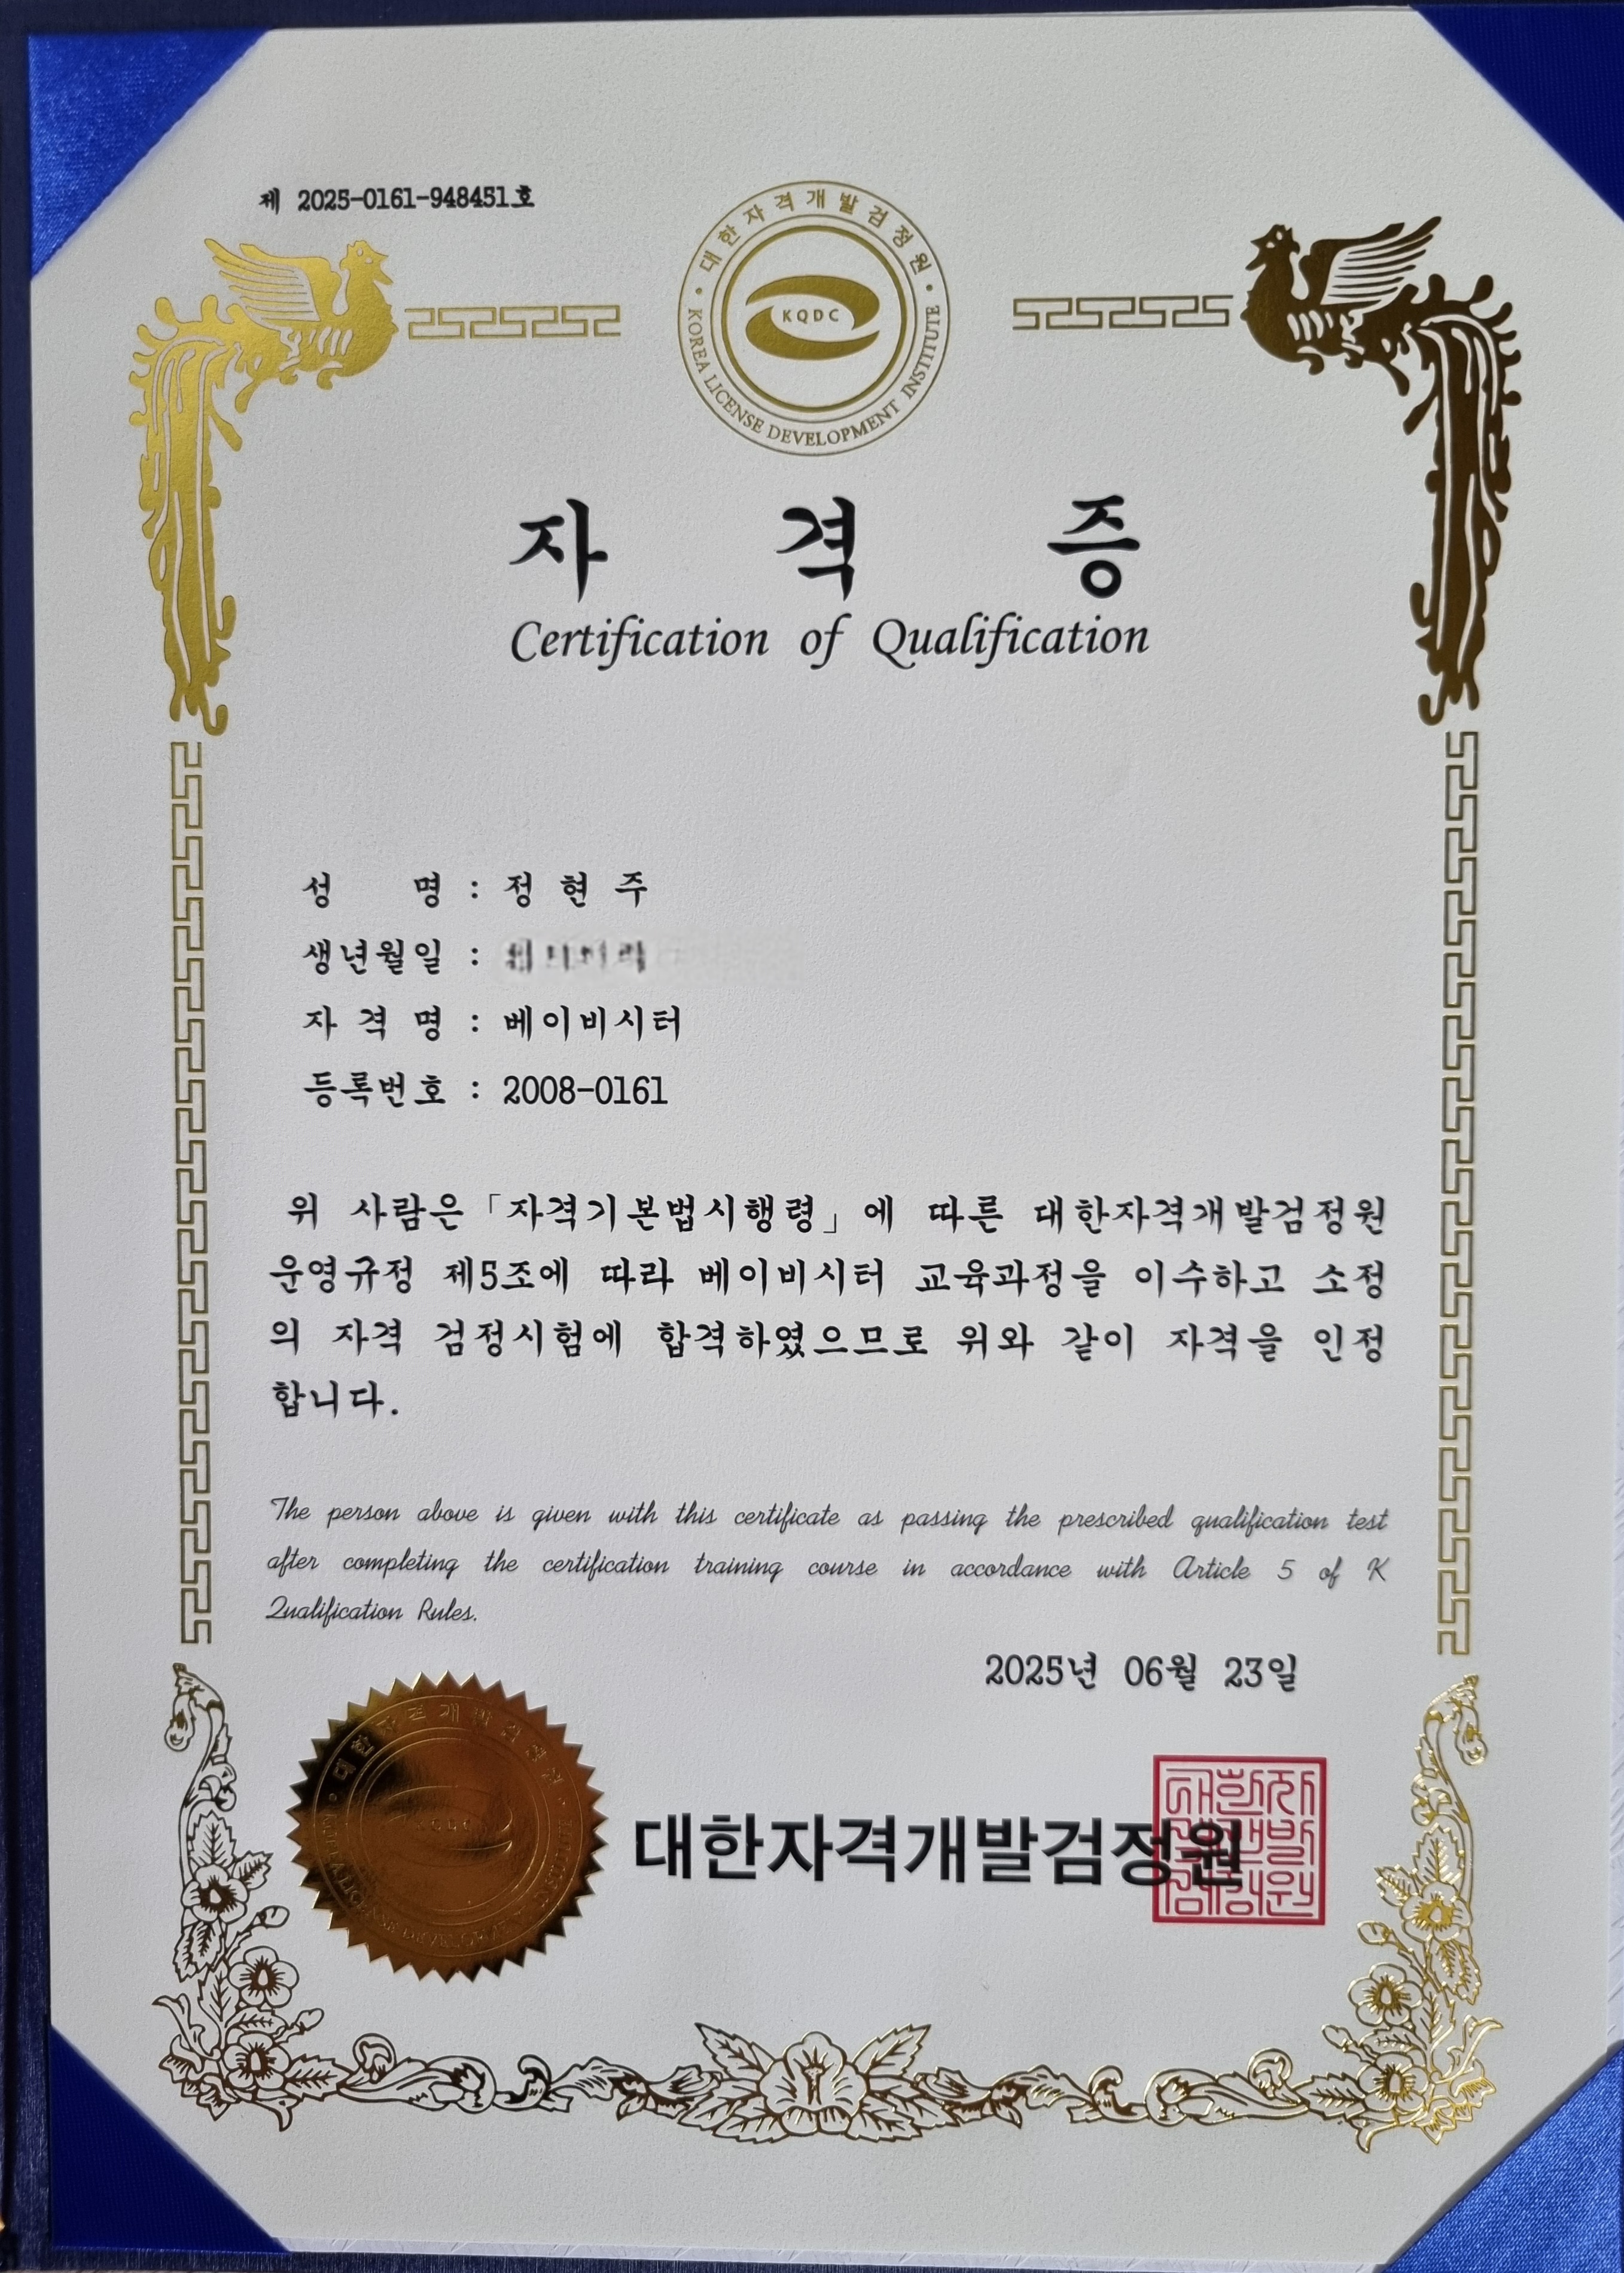 제 2025-0161-948451호
대한자격개발검정원
KQDC
KOREA LICENSE DEVELOPMENT INSTITUTE
자 격 증
Certification of Qualification
성 명 : 정 현 주
생년월일 :
자 격 명 : 베이비시터
등록번호 : 2008-0161
위 사람은「자격기본법시행령」에 따른 대한자격개발검정원
운영규정 제5조에 따라 베이비시터 교육과정을 이수하고 소정
의 자격 검정시험에 합격하였으므로 위와 같이 자격을 인정
합니다.
The person above is given with this certificate as passing the prescribed qualification test
after completing the certification training course in accordance with Article 5 of K
Qualification Rules.
2025년 06월 23일
대한자격개발검정원